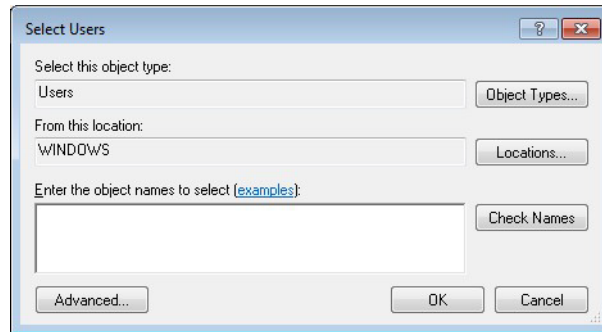 Select Users
Select this object type:
Users
Object Types...
From this location:
WINDOWS
Locations...
Enter the object names to select (examples):
Check Names
Advanced...
OK
Cancel